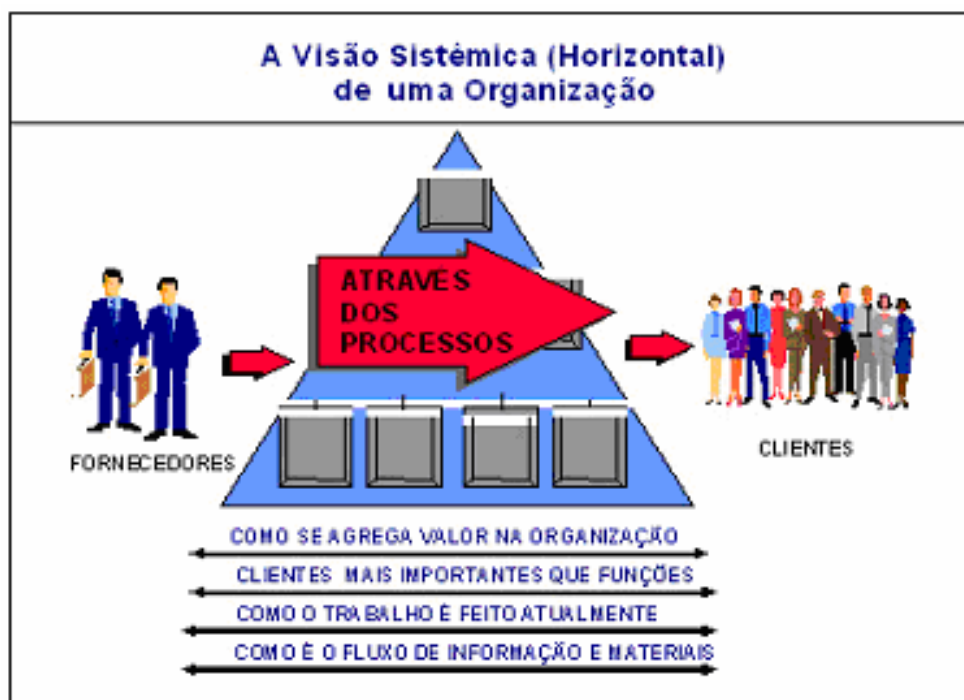 A Visão Sistêmica (Horizontal)
de uma Organização
ATRAVÉS
DOS
PROCESSOS
FORNECEDORES
CLIENTES
COMO SE AGREGA VALOR NA ORGANIZAÇÃO
CLIENTES MAIS IMPORTANTES QUE FUNÇÕES
COMO O TRABALHO É FEITO ATUALMENTE
COMO É O FLUXO DE INFORMAÇÃO E MATERIAIS